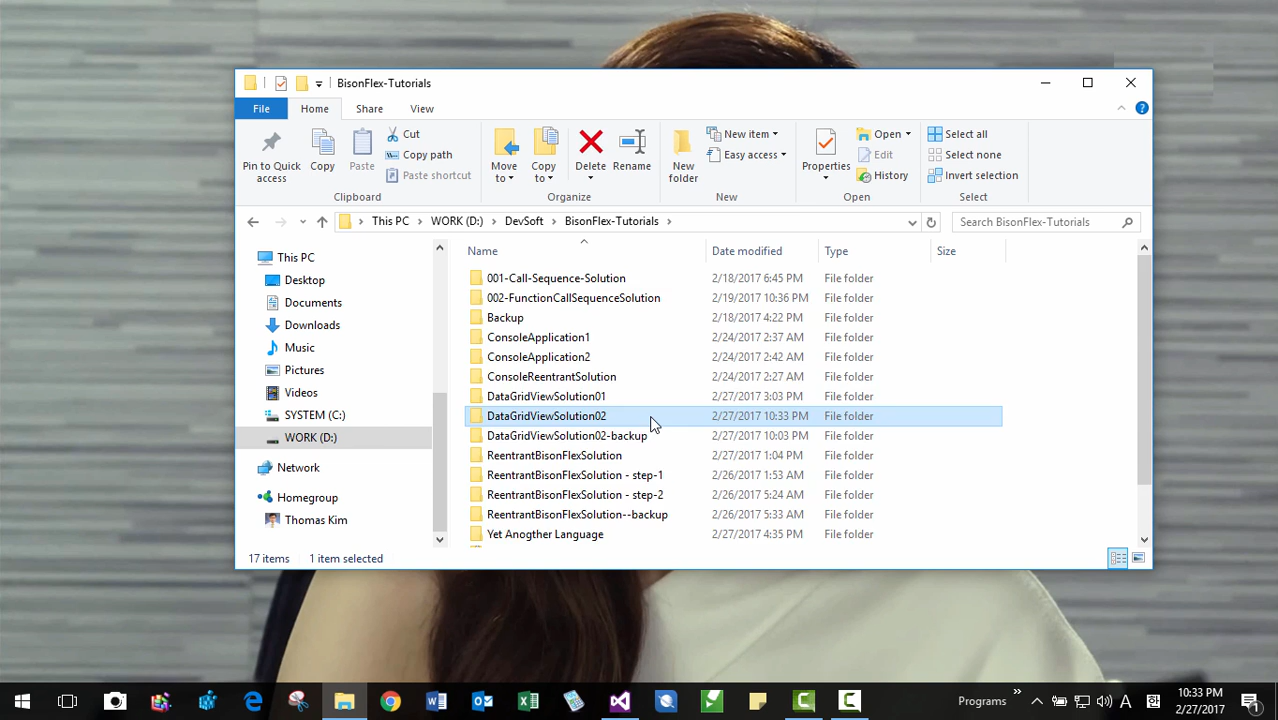 BisonFlex-Tutorials
File Home Share View
Pin to Quick access
Copy
Paste
Cut
Copy path
Paste shortcut
Clipboard
Move to
Copy to
Delete
Rename
Organize
New folder
New item
Easy access
New
Properties
Open
Edit
History
Open
Select all
Select none
Invert selection
Select
This PC > WORK (D:) > DevSoft > BisonFlex-Tutorials >
Search BisonFlex-Tutorials
This PC
Desktop
Documents
Downloads
Music
Pictures
Videos
SYSTEM (C:)
WORK (D:)
Network
Homegroup
Thomas Kim
Name Date modified Type Size
001-Call-Sequence-Solution 2/18/2017 6:45 PM File folder
002-FunctionCallSequenceSolution 2/19/2017 10:36 PM File folder
Backup 2/18/2017 4:22 PM File folder
ConsoleApplication1 2/24/2017 2:37 AM File folder
ConsoleApplication2 2/24/2017 2:42 AM File folder
ConsoleReentrantSolution 2/24/2017 2:27 AM File folder
DataGridViewSolution01 2/27/2017 3:03 PM File folder
DataGridViewSolution02 2/27/2017 10:33 PM File folder
DataGridViewSolution02-backup 2/27/2017 10:03 PM File folder
ReentrantBisonFlexSolution 2/27/2017 1:04 PM File folder
ReentrantBisonFlexSolution - step-1 2/26/2017 1:53 AM File folder
ReentrantBisonFlexSolution - step-2 2/26/2017 5:24 AM File folder
ReentrantBisonFlexSolution--backup 2/26/2017 5:33 AM File folder
Yet Anogther Language 2/27/2017 4:35 PM File folder
17 items 1 item selected
Programs
A
한
10:33 PM
2/27/2017
1